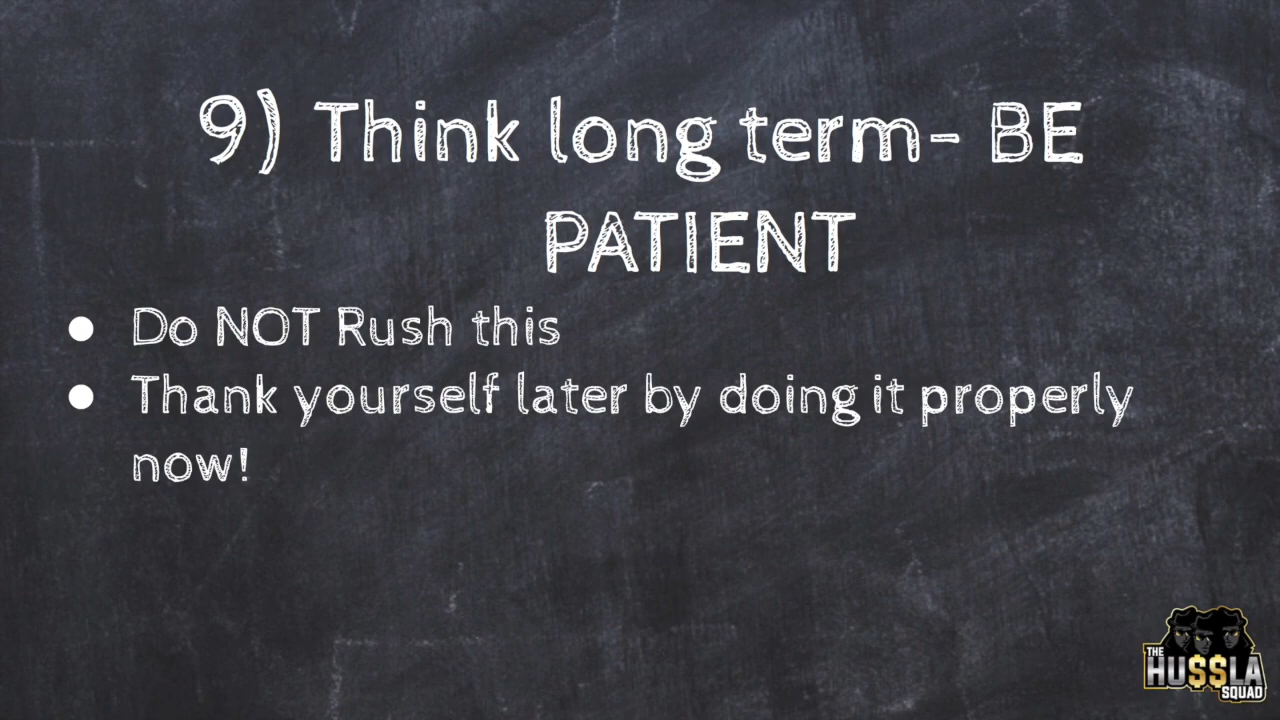 9) Think long term- BE
PATIENT
● Do NOT Rush this
● Thank yourself later by doing it properly
now!
THE
HU$$LA
SQUAD